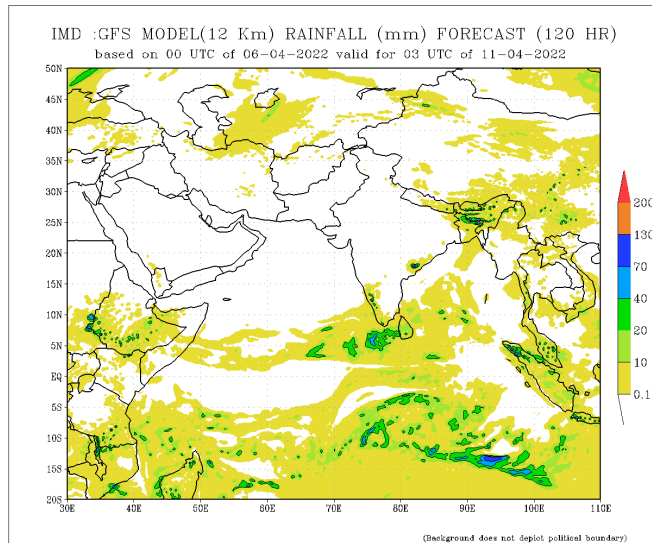 IMD :GFS MODEL(12 Km) RAINFALL (mm) FORECAST (120 HR)
based on 00 UTC of 06-04-2022 valid for 03 UTC of 11-04-2022
50N
45N
40N
35N
30N
25N
20N
15N
10N
5N
EQ
5S
10S
15S
20S
30E 40E 50E 60E 70E 80E 90E 100E 110E
200
130
70
40
20
10
0.1
(Background does not depict political boundary)